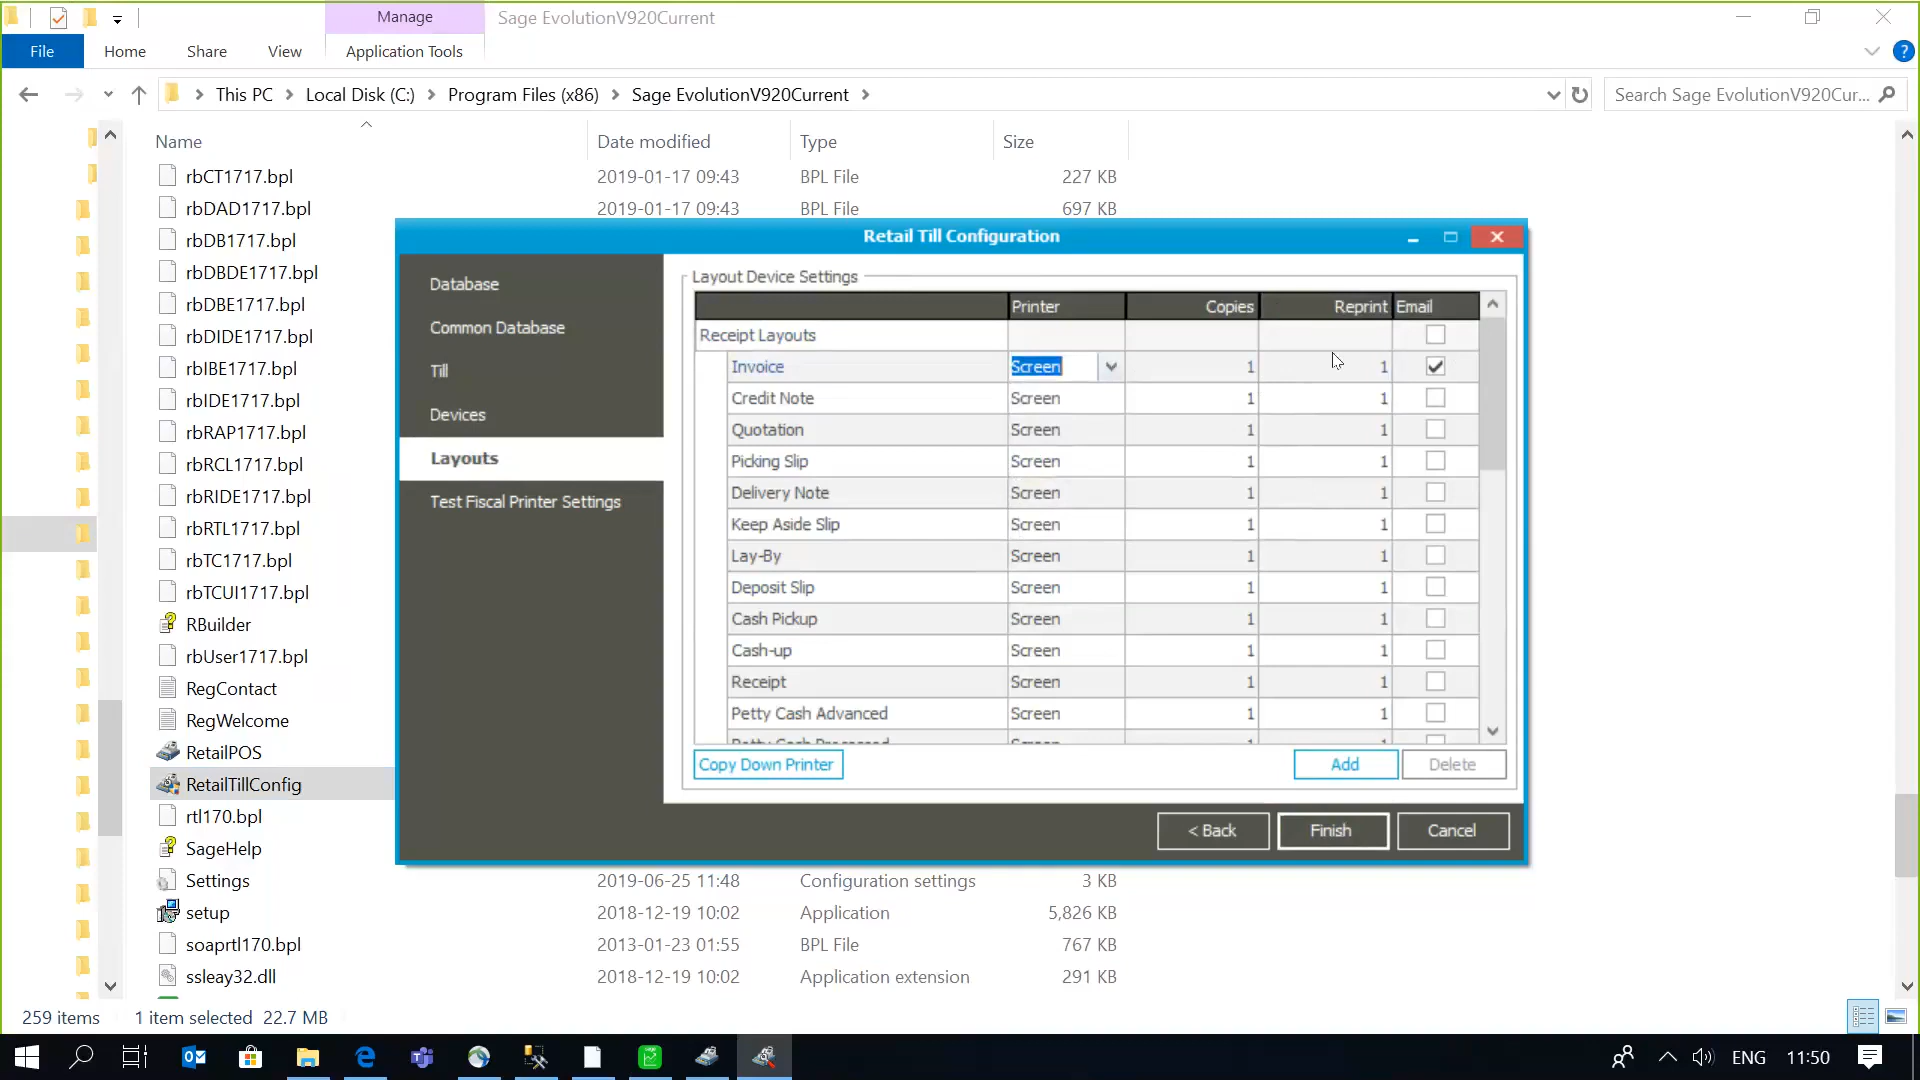 Manage
Sage EvolutionV920Current
File
Home
Share
View
Application Tools
This PC
Local Disk (C:)
Program Files (x86)
Sage EvolutionV920Current
Search Sage EvolutionV920Cur...
Name
Date modified
Type
Size
rbCT1717.bpl 2019-01-17 09:43 BPL File 227 KB
rbDAD1717.bpl 2019-01-17 09:43 BPL File 697 KB
rbDB1717.bpl
rbDBDE1717.bpl
rbDBE1717.bpl
rbDIDE1717.bpl
rbIBE1717.bpl
rbIDE1717.bpl
rbRAP1717.bpl
rbRCL1717.bpl
rbRIDE1717.bpl
rbRTL1717.bpl
rbTC1717.bpl
rbTCUI1717.bpl
RBuilder
rbUser1717.bpl
RegContact
RegWelcome
RetailPOS
RetailTillConfig
rtl170.bpl
SageHelp
Settings 2019-06-25 11:48 Configuration settings 3 KB
setup 2018-12-19 10:02 Application 5,826 KB
soaprtl170.bpl 2013-01-23 01:55 BPL File 767 KB
ssleay32.dll 2018-12-19 10:02 Application extension 291 KB
Retail Till Configuration
Database
Common Database
Till
Devices
Layouts
Test Fiscal Printer Settings
Layout Device Settings
Printer Copies Reprint Email
Receipt Layouts
Invoice Screen 1 1
Credit Note Screen 1 1
Quotation Screen 1 1
Picking Slip Screen 1 1
Delivery Note Screen 1 1
Keep Aside Slip Screen 1 1
Lay-By Screen 1 1
Deposit Slip Screen 1 1
Cash Pickup Screen 1 1
Cash-up Screen 1 1
Receipt Screen 1 1
Petty Cash Advanced Screen 1 1
Petty Cash Processed Screen 1 1
Copy Down Printer
Add
Delete
< Back
Finish
Cancel
259 items 1 item selected 22.7 MB
ENG 11:50